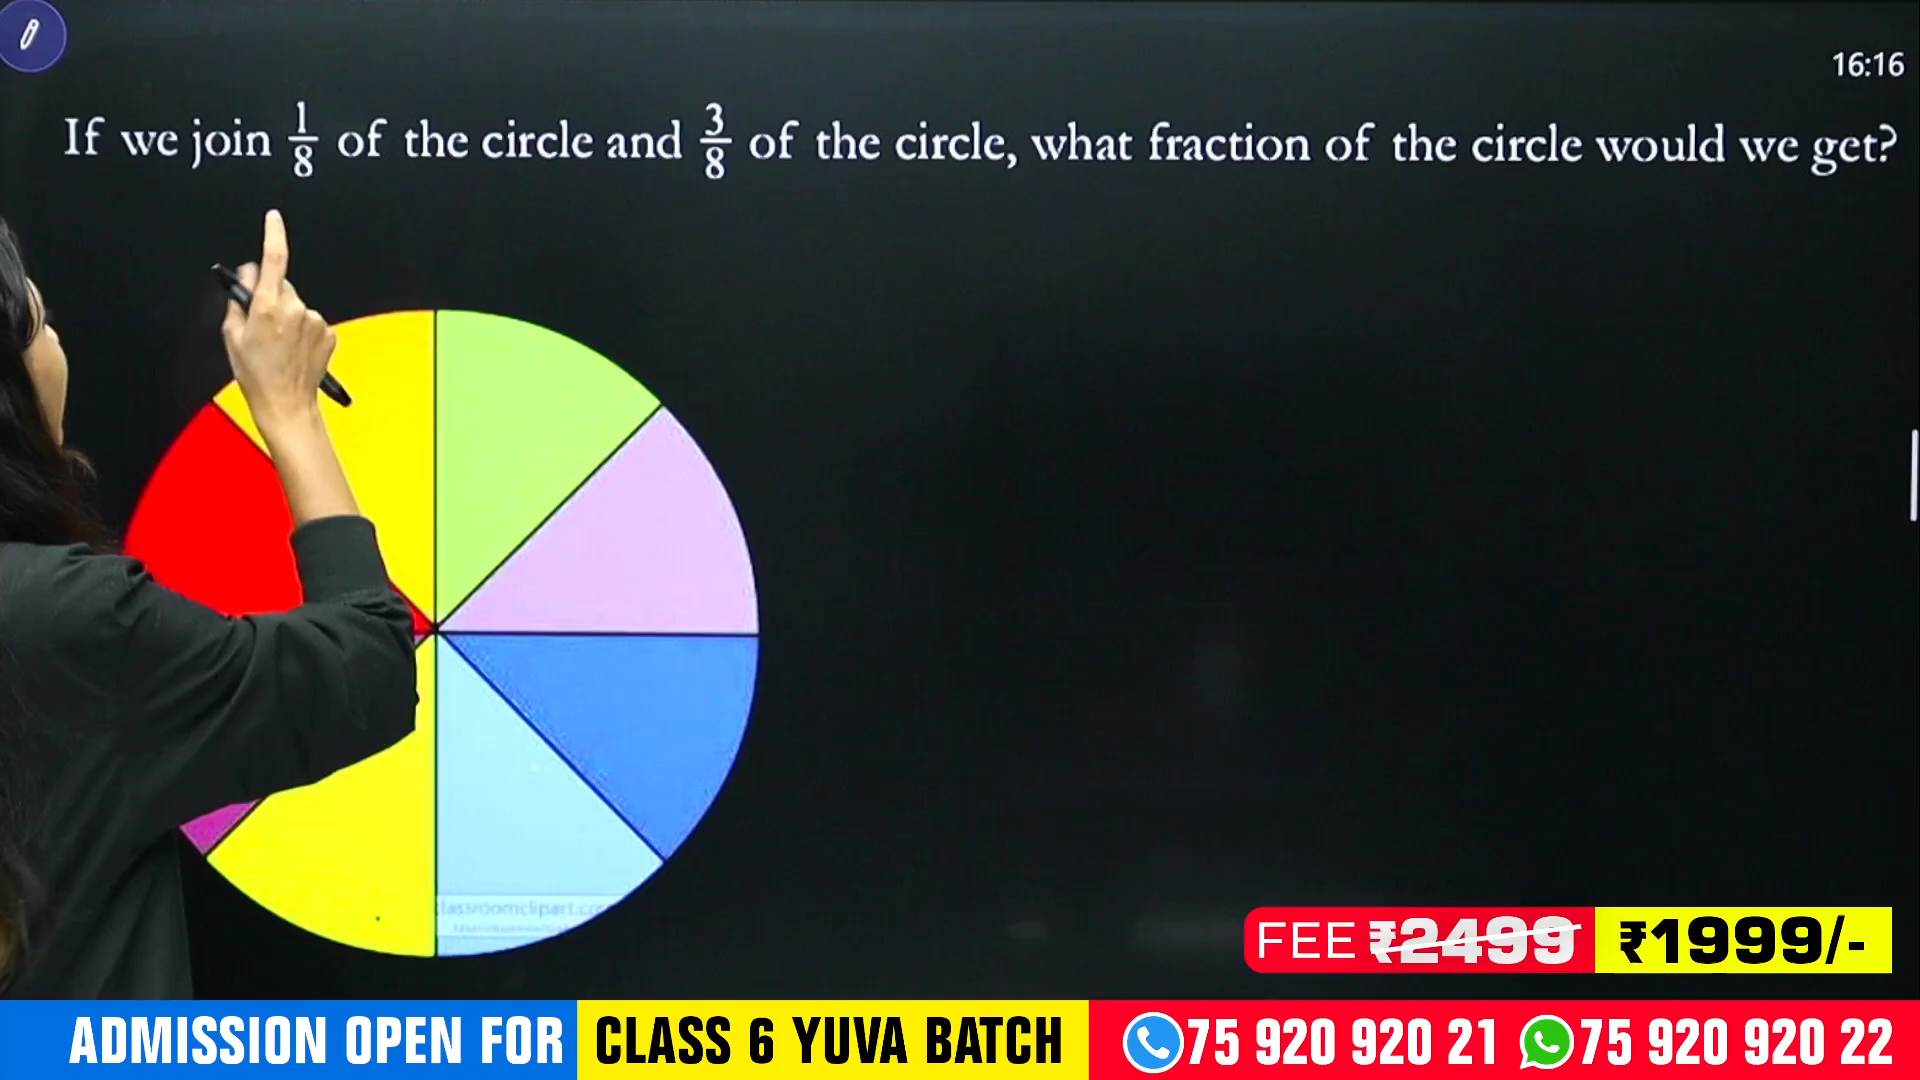 16:16
If we join 1/8 of the circle and 3/8 of the circle, what fraction of the circle would we get?
FEE ₹2499 ₹1999/-
ADMISSION OPEN FOR CLASS 6 YUVA BATCH 75 920 920 21 75 920 920 22